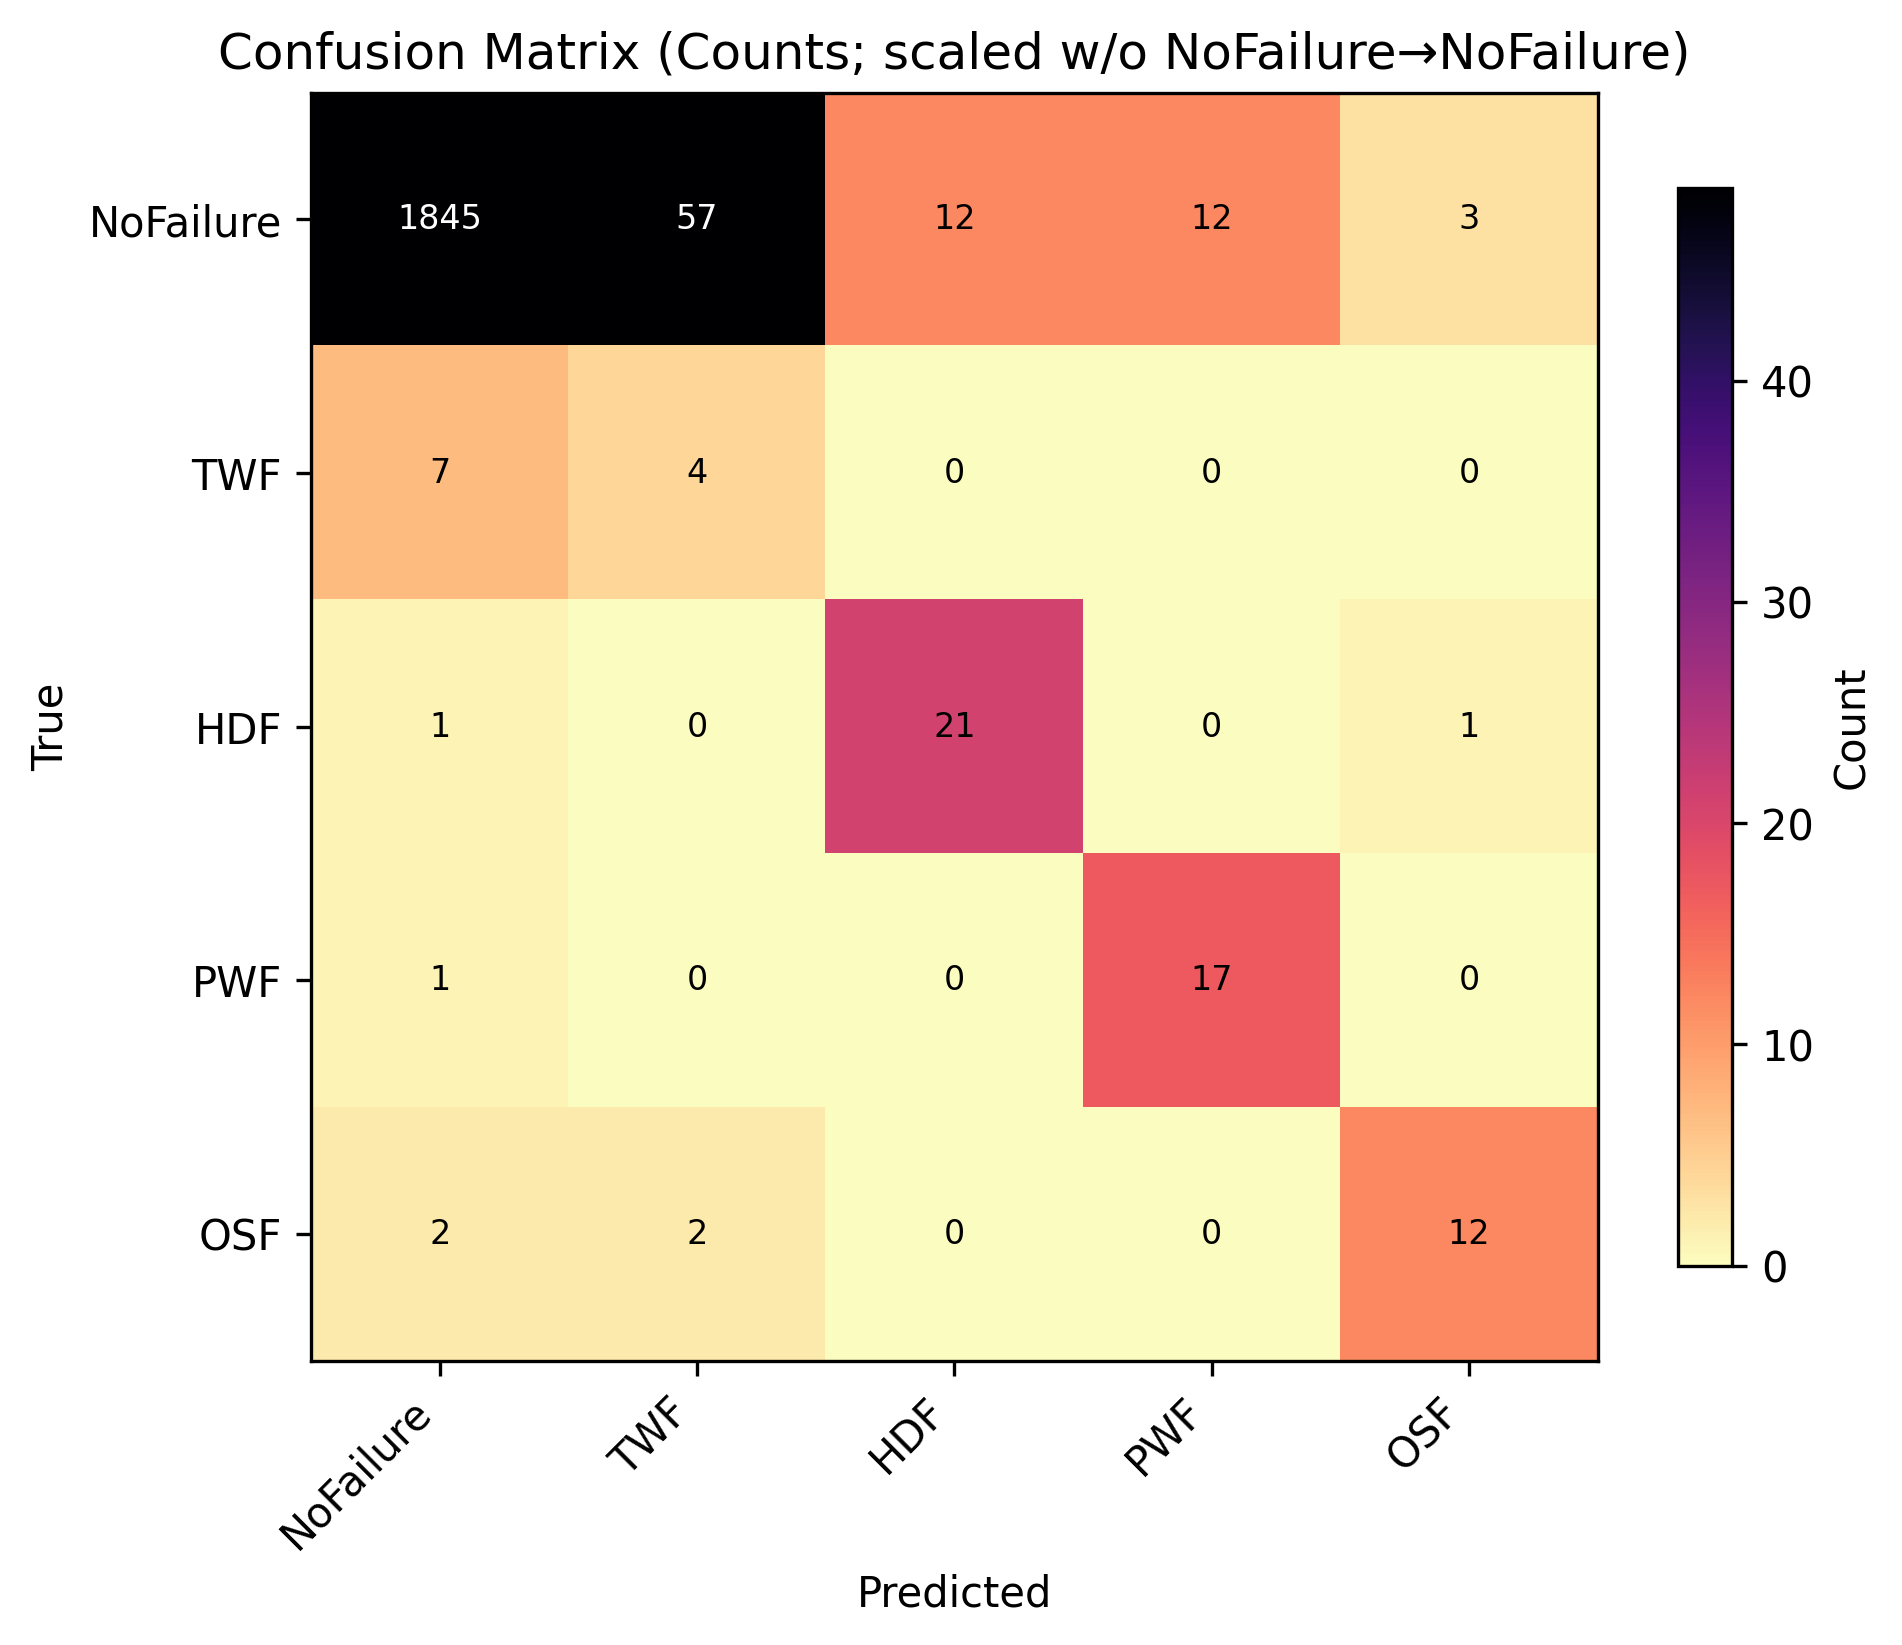 Confusion Matrix (Counts; scaled w/o NoFailure→NoFailure)
NoFailure 1845 57 12 12 3
TWF 7 4 0 0 0
HDF 1 0 21 0 1
PWF 1 0 0 17 0
OSF 2 2 0 0 12
NoFailure TWF HDF PWF OSF
Predicted
True
40
30
20
10
0
Count